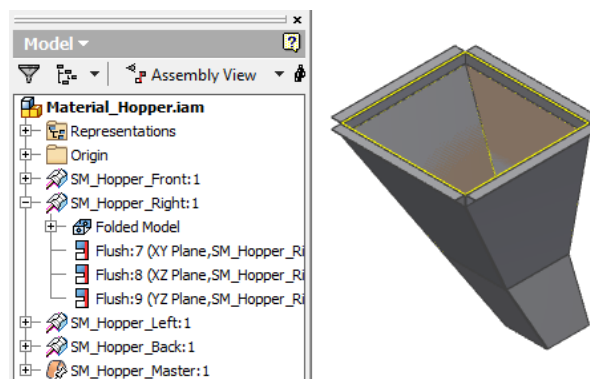 Model
Assembly View
Material_Hopper.iam
Representations
Origin
SM_Hopper_Front:1
SM_Hopper_Right:1
Folded Model
Flush:7 (XY Plane,SM_Hopper_Ri
Flush:8 (XZ Plane,SM_Hopper_Ri
Flush:9 (YZ Plane,SM_Hopper_Ri
SM_Hopper_Left:1
SM_Hopper_Back:1
SM_Hopper_Master:1